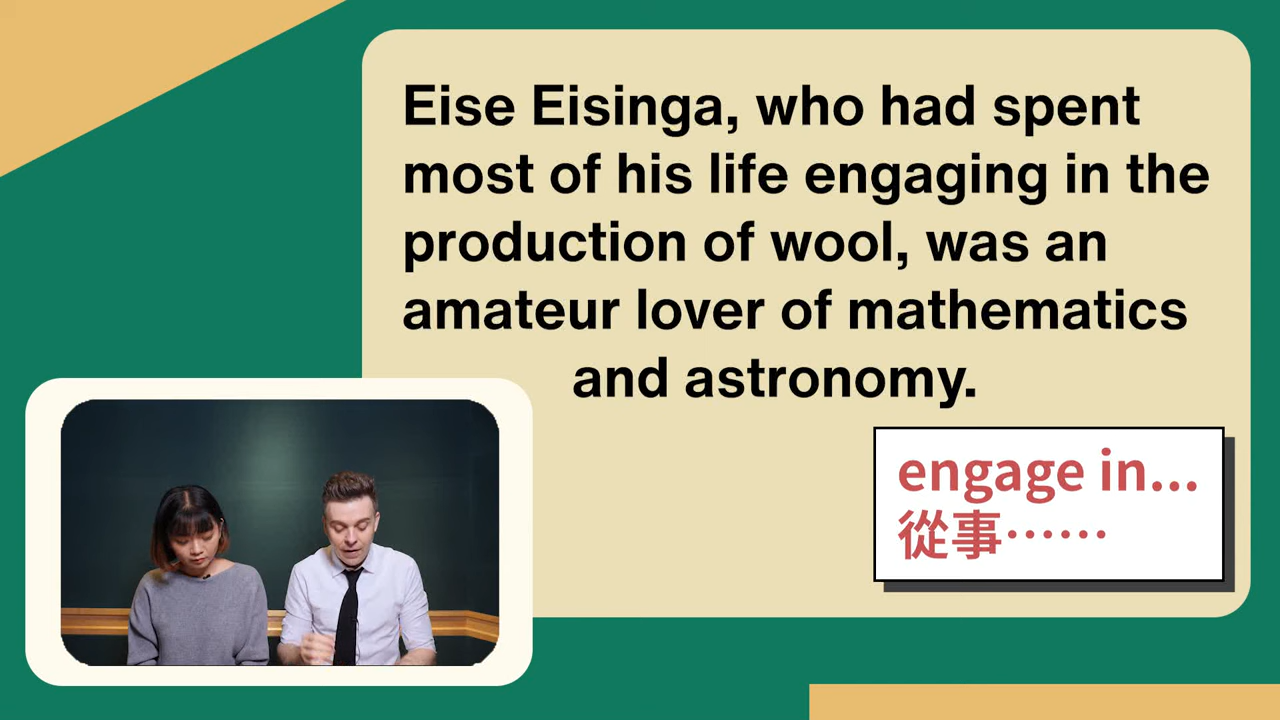 Eise Eisinga, who had spent
most of his life engaging in the
production of wool, was an
amateur lover of mathematics
and astronomy.
engage in...
從事⋯⋯